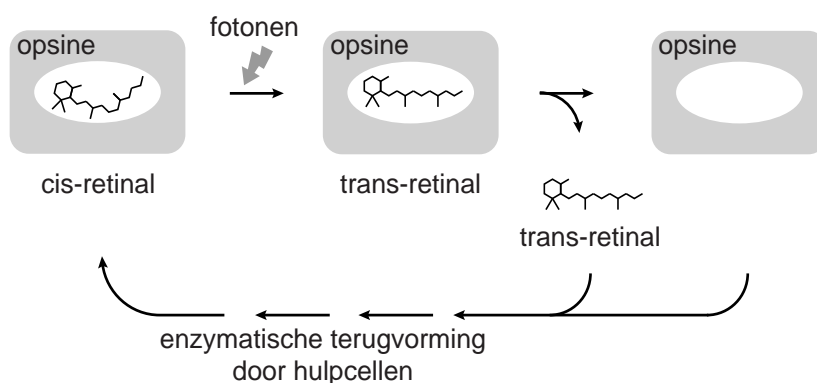 fotonen
opsine
opsine
opsine
cis-retinal
trans-retinal
trans-retinal
enzymatische terugvorming
door hulpcellen